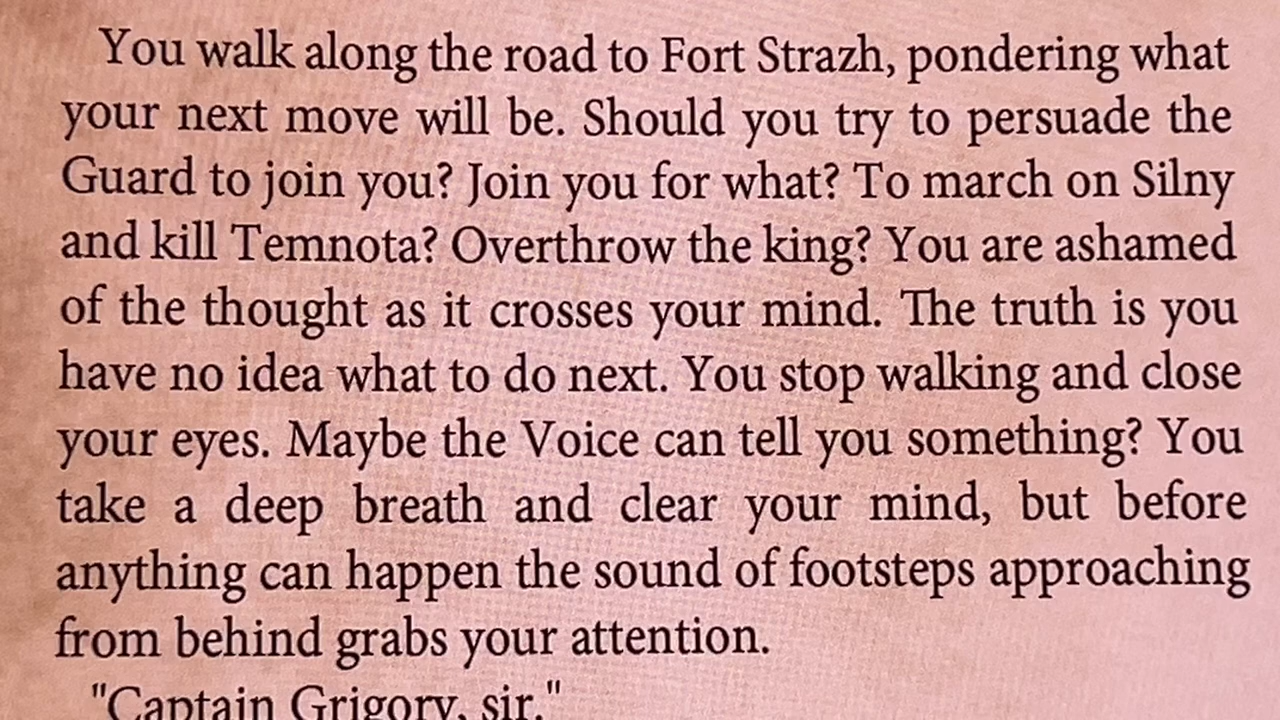 You walk along the road to Fort Strazh, pondering what
your next move will be. Should you try to persuade the
Guard to join you? Join you for what? To march on Silny
and kill Temnota? Overthrow the king? You are ashamed
of the thought as it crosses your mind. The truth is you
have no idea what to do next. You stop walking and close
your eyes. Maybe the Voice can tell you something? You
take a deep breath and clear your mind, but before
anything can happen the sound of footsteps approaching
from behind grabs your attention.
"Captain Grigory, sir."